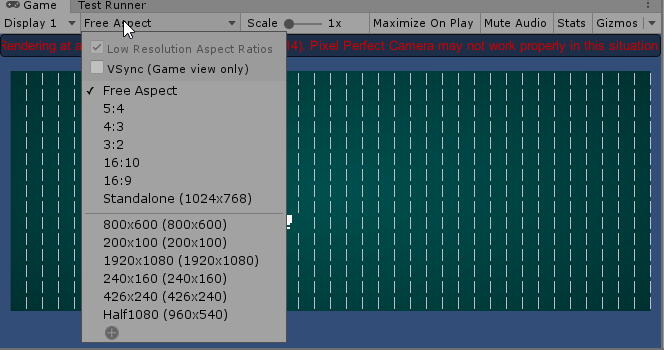 Game Test Runner
Display 1 Free Aspect Scale 1x Maximize On Play Mute Audio Stats Gizmos
Rendering at a
4). Pixel Perfect Camera may not work properly in this situation
Low Resolution Aspect Ratios
VSync (Game view only)
✓ Free Aspect
5:4
4:3
3:2
16:10
16:9
Standalone (1024x768)
800x600 (800x600)
200x100 (200x100)
1920x1080 (1920x1080)
240x160 (240x160)
426x240 (426x240)
Half1080 (960x540)